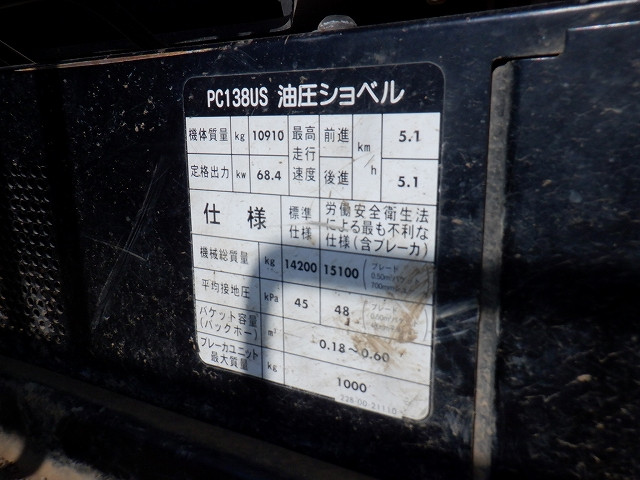 PC138US 油圧ショベル
機体質量 kg 10910 最高走行速度 前進 km/h 5.1
定格出力 kw 68.4 後進 5.1
仕様 標準仕様 労働安全衛生法による最も不利な仕様(含ブレーカ)
機械総質量 kg 14200 15100 (ブレード
平均接地圧 kPa 45 48
バケット容量(バックホー) m³ 0.18~0.60
ブレーカユニット最大質量 kg 1000